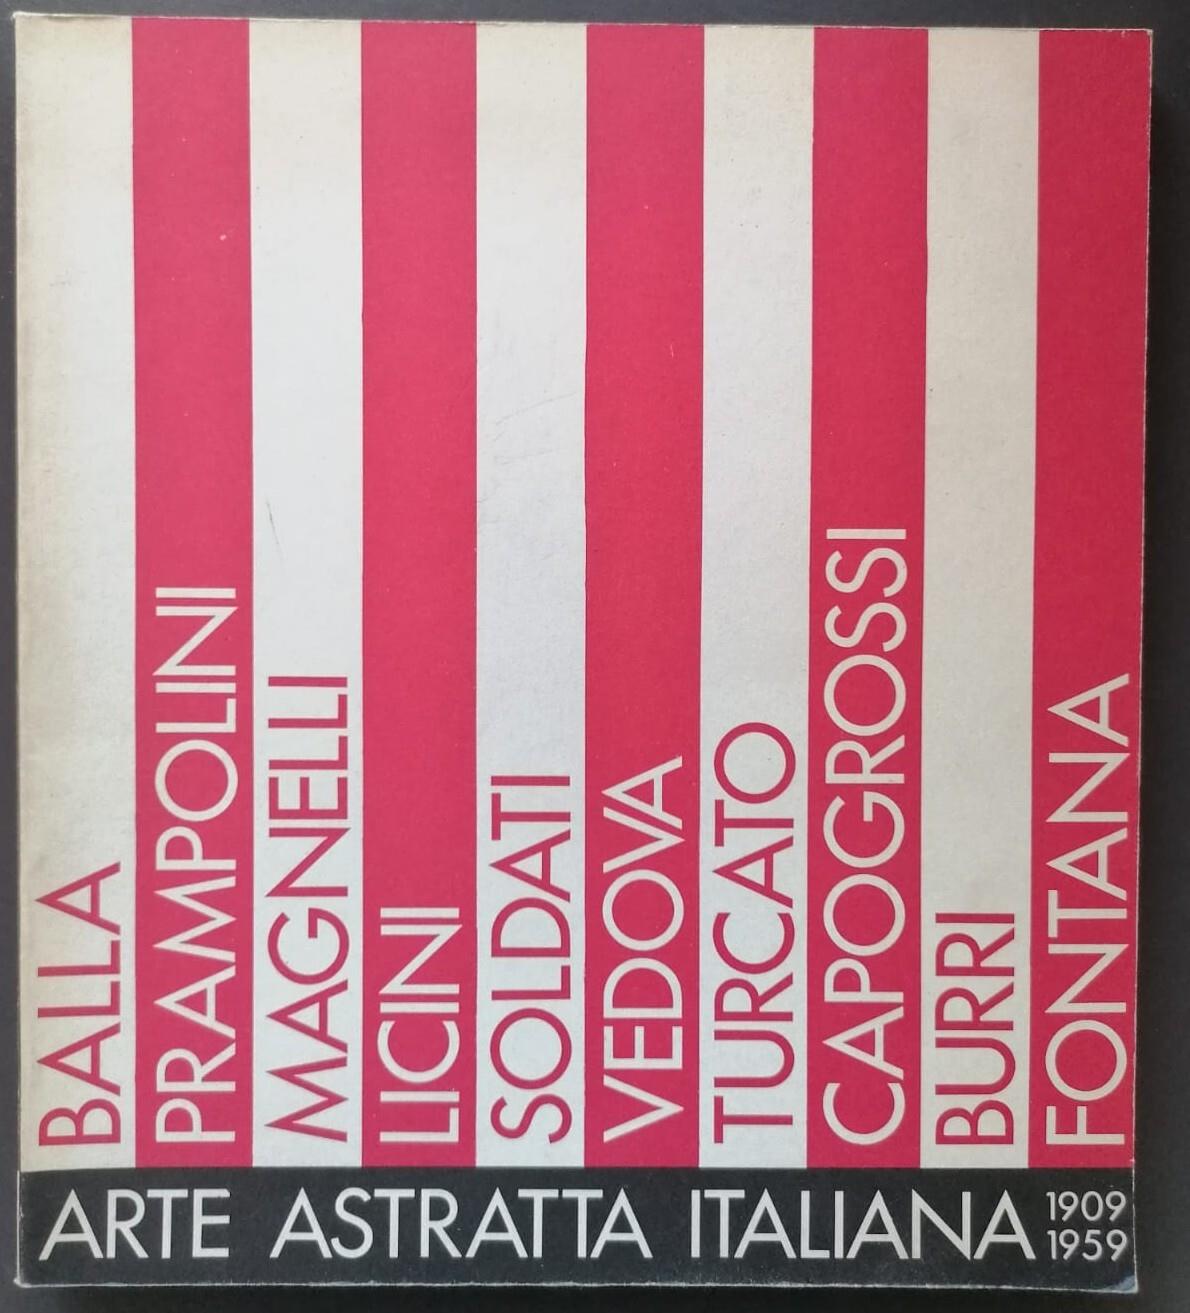 BALLA
PRAMPOLINI
MAGNELLI
LICINI
SOLDATI
VEDOVA
TURCATO
CAPOGROSSI
BURRI
FONTANA
ARTE ASTRATTA ITALIANA 1909
1959